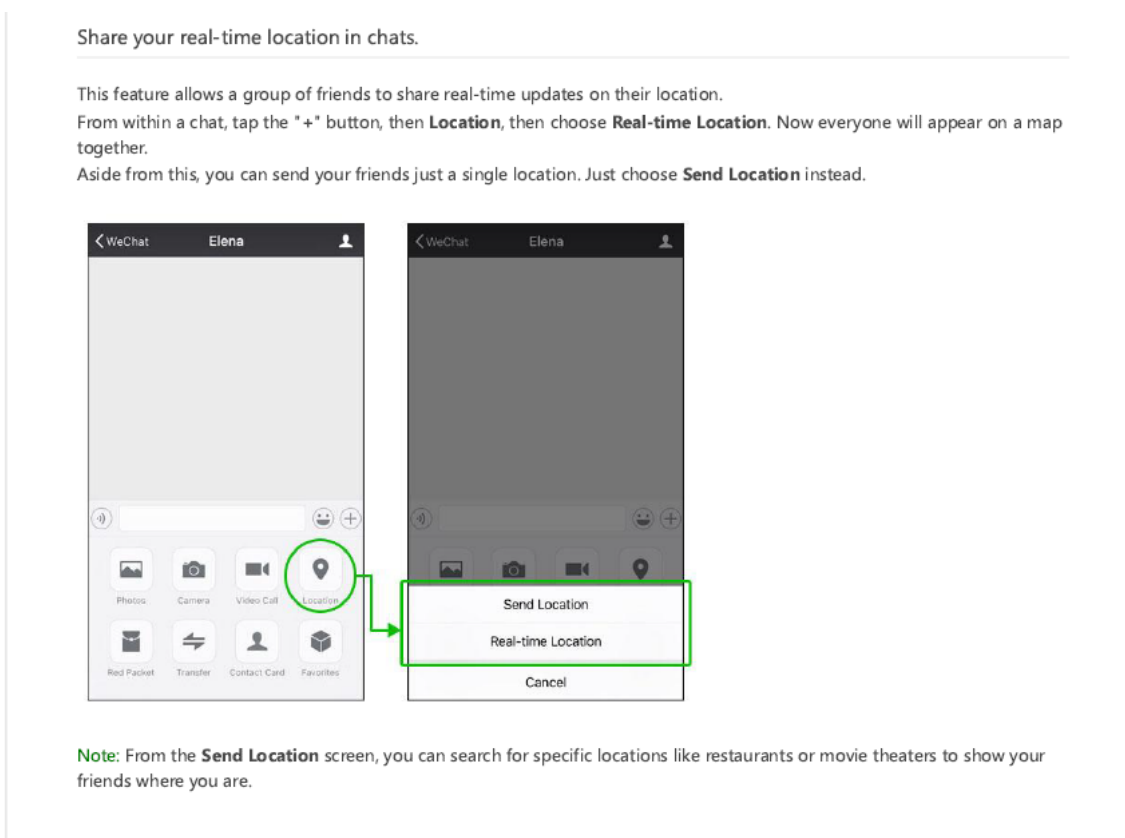 Share your real-time location in chats.
This feature allows a group of friends to share real-time updates on their location.
From within a chat, tap the "+" button, then Location, then choose Real-time Location. Now everyone will appear on a map
together.
Aside from this, you can send your friends just a single location. Just choose Send Location instead.
WeChat Elena
Photos Camera Video Call Location
Red Packet Transfer Contact Card Favorites
WeChat Elena
Send Location
Real-time Location
Cancel
Note: From the Send Location screen, you can search for specific locations like restaurants or movie theaters to show your
friends where you are.